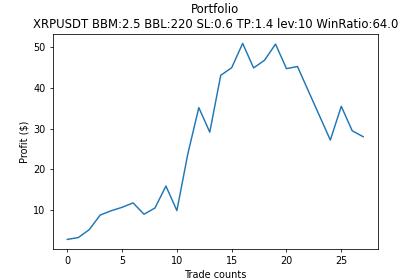 Portfolio
XRPUSDT BBM:2.5 BBL:220 SL:0.6 TP:1.4 lev:10 WinRatio:64.0
50
40
30
20
10
Profit ($)
0 5 10 15 20 25
Trade counts